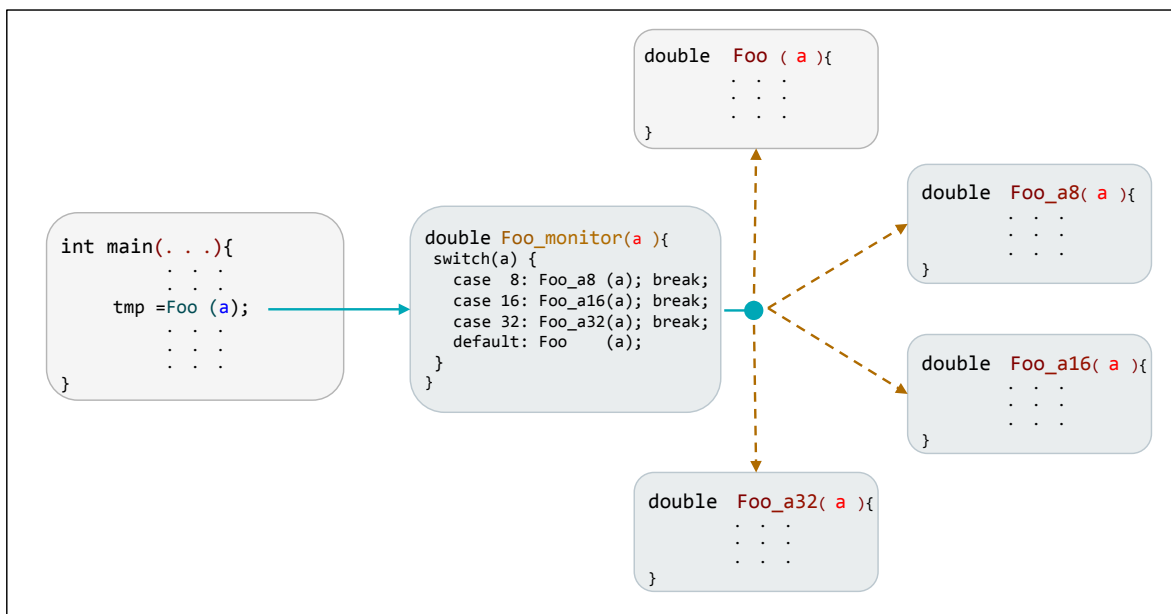 int main(. . .){
. . .
. . .
tmp =Foo (a);
. . .
. . .
. . .
}
double Foo_monitor(a ){
switch(a) {
case  8: Foo_a8 (a); break;
case 16: Foo_a16(a); break;
case 32: Foo_a32(a); break;
default: Foo    (a);
}
}
double  Foo ( a ){
. . .
. . .
. . .
}
double  Foo_a8( a ){
. . .
. . .
. . .
}
double  Foo_a16( a ){
. . .
. . .
. . .
}
double  Foo_a32( a ){
. . .
. . .
. . .
}